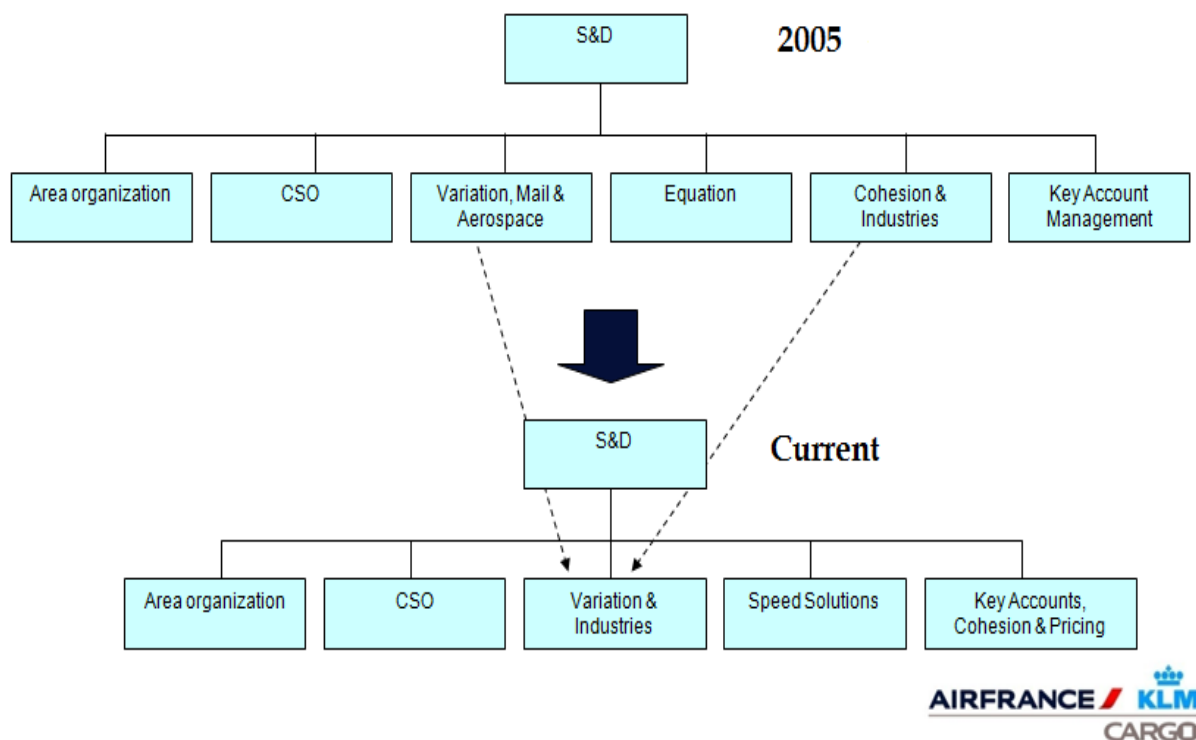 S&D
2005
Area organization
CSO
Variation, Mail &
Aerospace
Equation
Cohesion &
Industries
Key Account
Management
S&D
Current
Area organization
CSO
Variation &
Industries
Speed Solutions
Key Accounts,
Cohesion & Pricing
AIRFRANCE KLM
CARGO